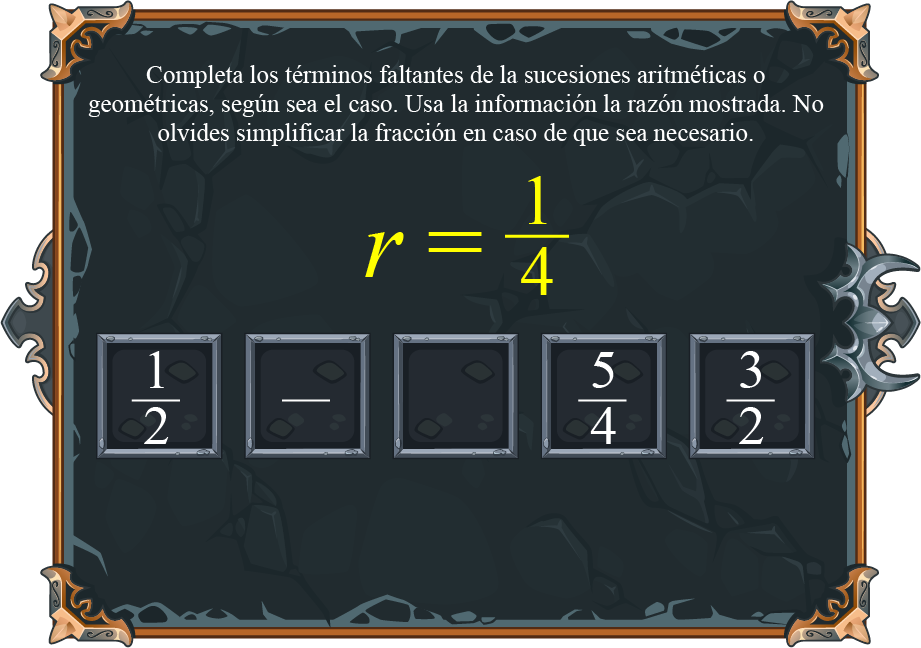 Completa los términos faltantes de la sucesiones aritméticas o
geométricas, según sea el caso. Usa la información la razón mostrada. No
olvides simplificar la fracción en caso de que sea necesario.
r = 1/4
1/2 — 5/4 3/2